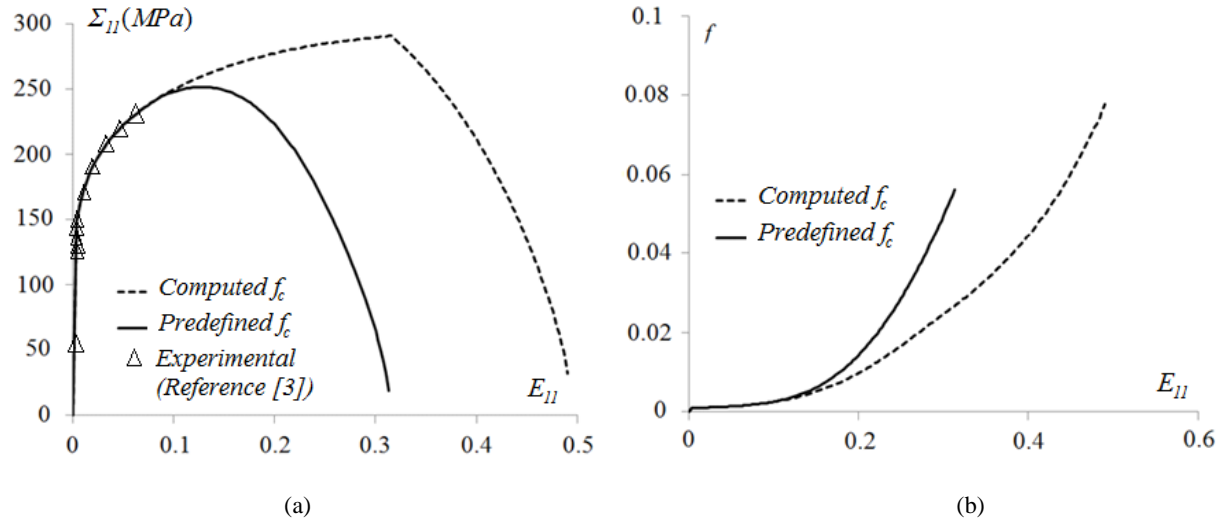 Σ11(MPa)
300
250
200
150
100
50
0
Computed fc
Predefined fc
Experimental
(Reference [3])
E11
0
0.1
0.2
0.3
0.4
0.5
(a)
f
0.1
0.08
0.06
0.04
0.02
0
Computed fc
Predefined fc
E11
0
0.2
0.4
0.6
(b)